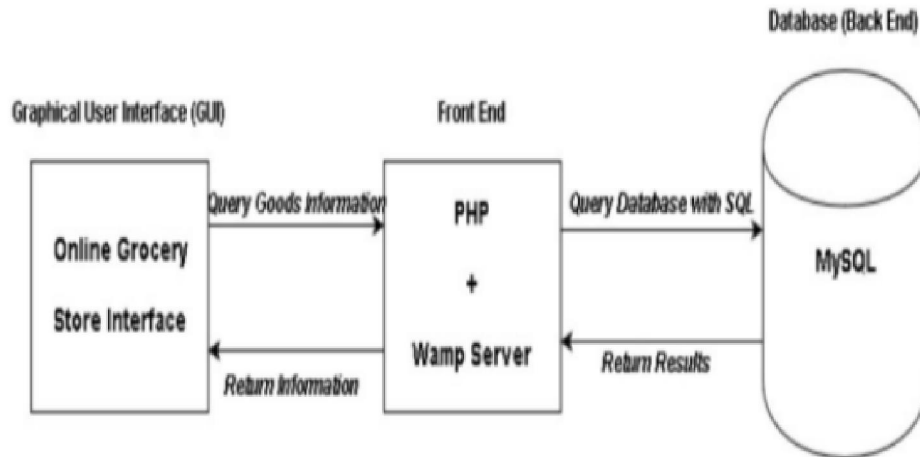 Database (Back End)
Graphical User Interface (GUI)
Front End
Query Goods Information
Query Database with SQL
PHP
+
Wamp Server
Online Grocery
Store Interface
MySQL
Return Information
Return Results